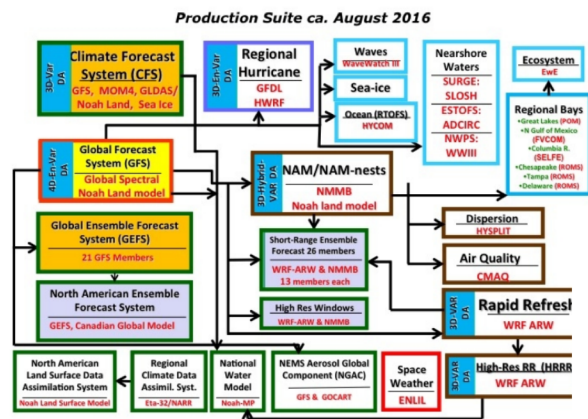 Production Suite ca. August 2016
3D-Var
DA
Climate Forecast
System (CFS)
GFS, MOM4, GLDAS/
Noah Land, Sea Ice
3D-En-Var
DA
Regional
Hurricane
GFDL
HWRF
Waves
WaveWatch III
Sea-ice
Ocean (RTOFS)
HYCOM
Nearshore
Waters
SURGE:
SLOSH
ESTOFS:
ADCIRC
NWPS:
WWIII
Ecosystem
EwE
Regional Bays
•Great Lakes (POM)
•N Gulf of Mexico
(FVCOM)
•Columbia R.
(SELFE)
•Chesapeake (ROMS)
•Tampa (ROMS)
•Delaware (ROMS)
4D-En-Var
DA
Global Forecast
System (GFS)
Global Spectral
Noah Land model
3D-Hybrid-
VAR DA
NAM/NAM-nests
NMMB
Noah land model
Global Ensemble
Forecast
System (GEFS)
21 GFS Members
Short-Range Ensemble
Forecast 26 members
WRF-ARW & NMMB
13 members each
Dispersion
HYSPLIT
Air Quality
CMAQ
North American
Ensemble Forecast
System
GEFS, Canadian Global Model
High Res Windows
WRF-ARW & NMMB
3D-VAR
DA
Rapid Refresh
WRF ARW
North American
Land Surface Data
Assimilation System
Noah Land Surface Model
Regional
Climate Data
Assimil. Syst.
Eta-32/NARR
National
Water
Model
Noah-MP
NEMS Aerosol Global
Component (NGAC)
GFS & GOCART
Space
Weather
ENLIL
3D-VAR
DA
High-Res RR (HRRR
WRF ARW